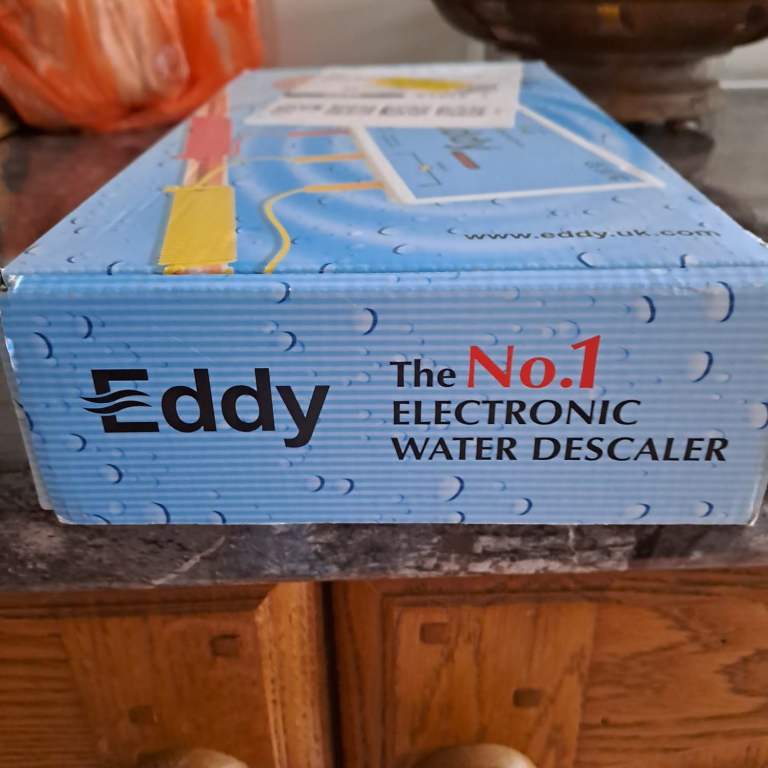 www.eddy.uk.com
Eddy
The No.1
ELECTRONIC
WATER DESCALER